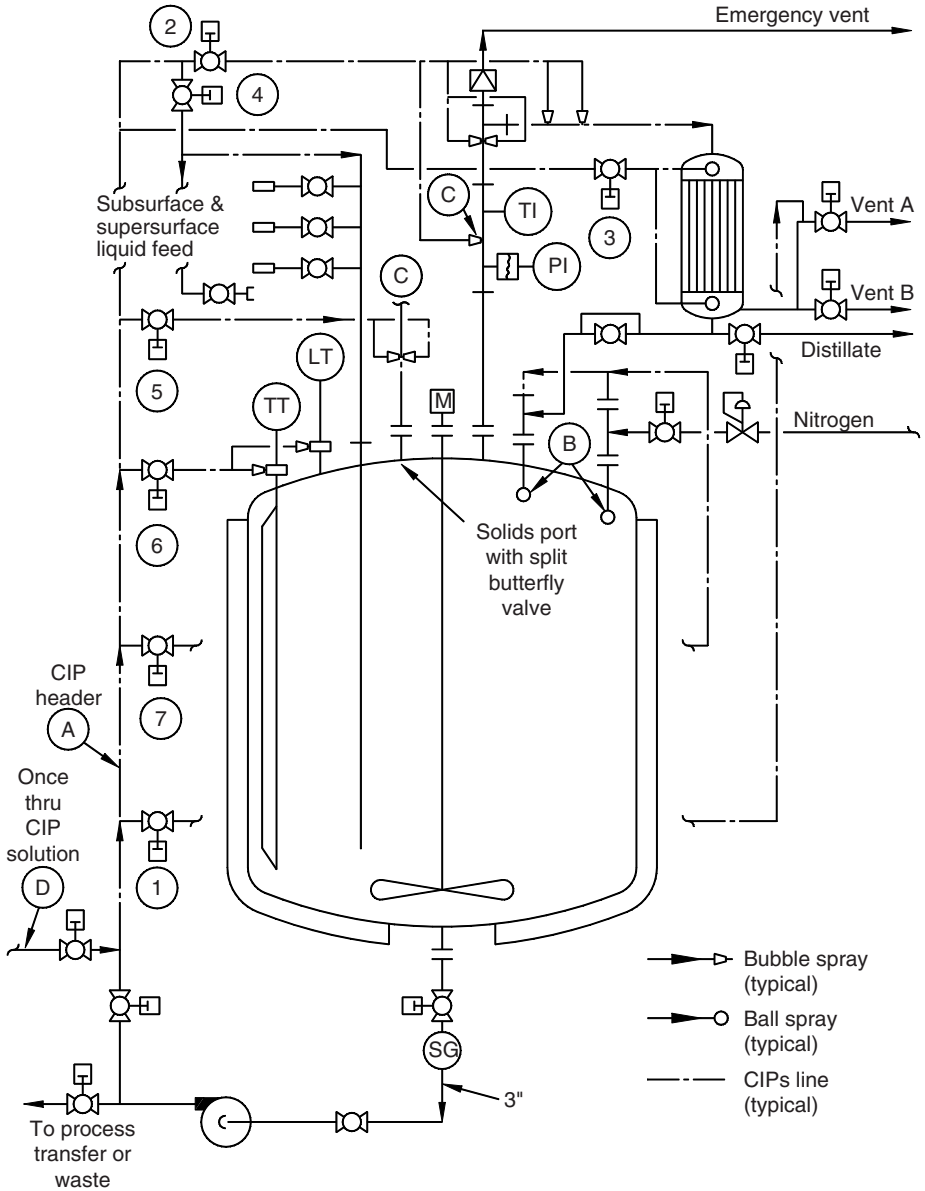 Emergency vent
2
4
Subsurface &
supersurface
liquid feed
C
TI
3
Vent A
C
PI
Vent B
Distillate
5
LT
TT
M
B
Nitrogen
6
Solids port
with split
butterfly
valve
7
CIP
header
A
Once
thru
CIP
solution
D
1
Bubble spray
(typical)
Ball spray
(typical)
SG
3"
CIPs line
(typical)
To process
transfer or
waste